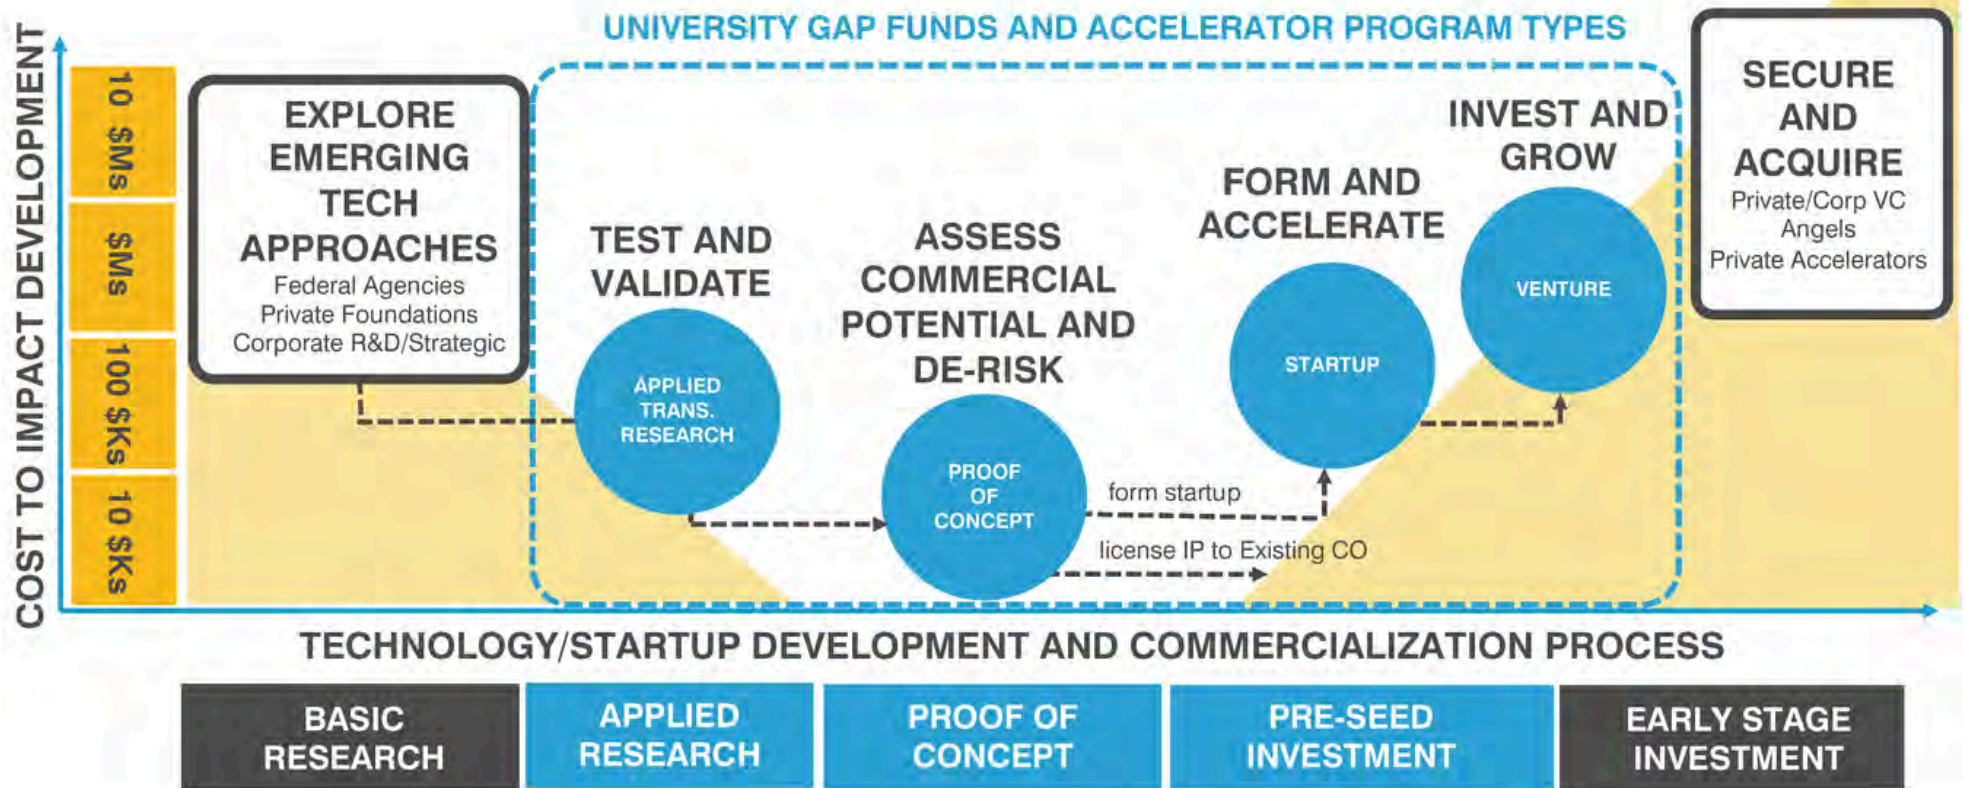 UNIVERSITY GAP FUNDS AND ACCELERATOR PROGRAM TYPES
COST TO IMPACT DEVELOPMENT
10 $Ms
$Ms
100 $Ks
10 $Ks
EXPLORE
EMERGING
TECH
APPROACHES
Federal Agencies
Private Foundations
Corporate R&D/Strategic
TEST AND
VALIDATE
APPLIED
TRANS.
RESEARCH
ASSESS
COMMERCIAL
POTENTIAL AND
DE-RISK
PROOF
OF
CONCEPT
form startup
license IP to Existing CO
FORM AND
ACCELERATE
STARTUP
INVEST AND
GROW
VENTURE
SECURE
AND
ACQUIRE
Private/Corp VC
Angels
Private Accelerators
TECHNOLOGY/STARTUP DEVELOPMENT AND COMMERCIALIZATION PROCESS
BASIC
RESEARCH
APPLIED
RESEARCH
PROOF OF
CONCEPT
PRE-SEED
INVESTMENT
EARLY STAGE
INVESTMENT